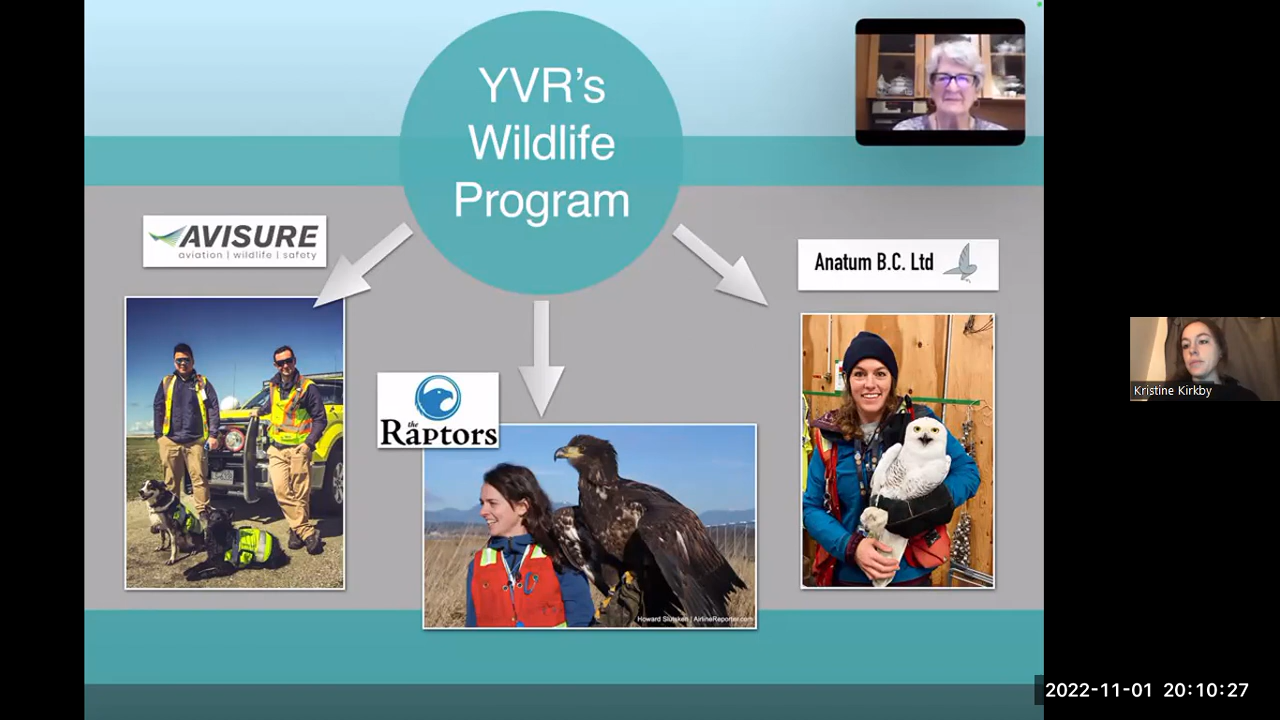 YVR's
Wildlife
Program
AVISURE
aviation | wildlife | safety
Anatum B.C. Ltd
the
Raptors
Howard Slutsken | AirlineReporter.com
Kristine Kirkby
2022-11-01 20:10:27